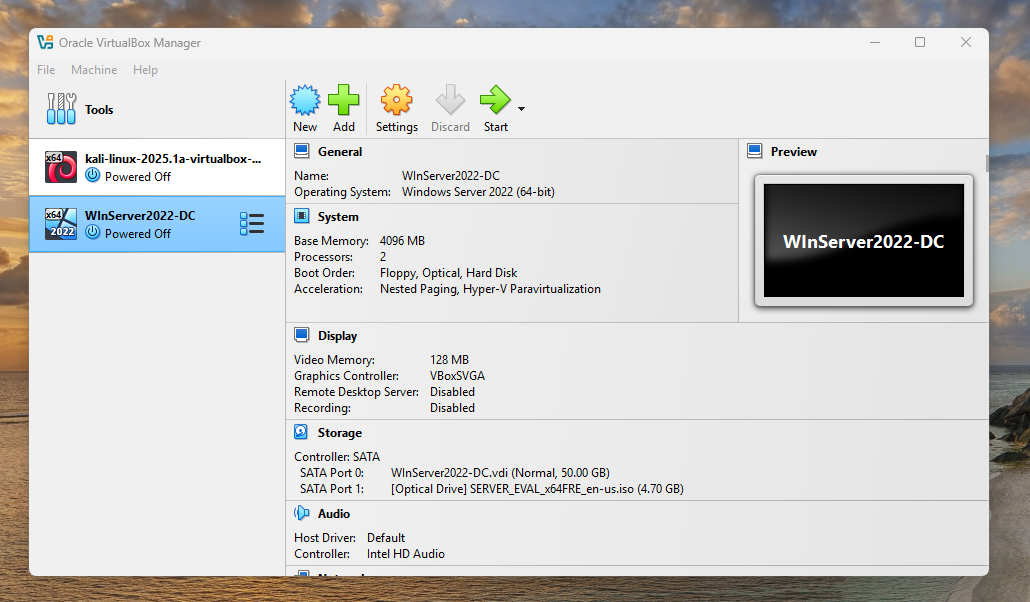 Oracle VirtualBox Manager
File Machine Help
Tools
New Add Settings Discard Start
x64
kali-linux-2025.1a-virtualbox-...
Powered Off
x64
2022
WInServer2022-DC
Powered Off
General
Name: WInServer2022-DC
Operating System: Windows Server 2022 (64-bit)
System
Base Memory: 4096 MB
Processors: 2
Boot Order: Floppy, Optical, Hard Disk
Acceleration: Nested Paging, Hyper-V Paravirtualization
Preview
WInServer2022-DC
Display
Video Memory: 128 MB
Graphics Controller: VBoxSVGA
Remote Desktop Server: Disabled
Recording: Disabled
Storage
Controller: SATA
SATA Port 0: WInServer2022-DC.vdi (Normal, 50.00 GB)
SATA Port 1: [Optical Drive] SERVER_EVAL_x64FRE_en-us.iso (4.70 GB)
Audio
Host Driver: Default
Controller: Intel HD Audio